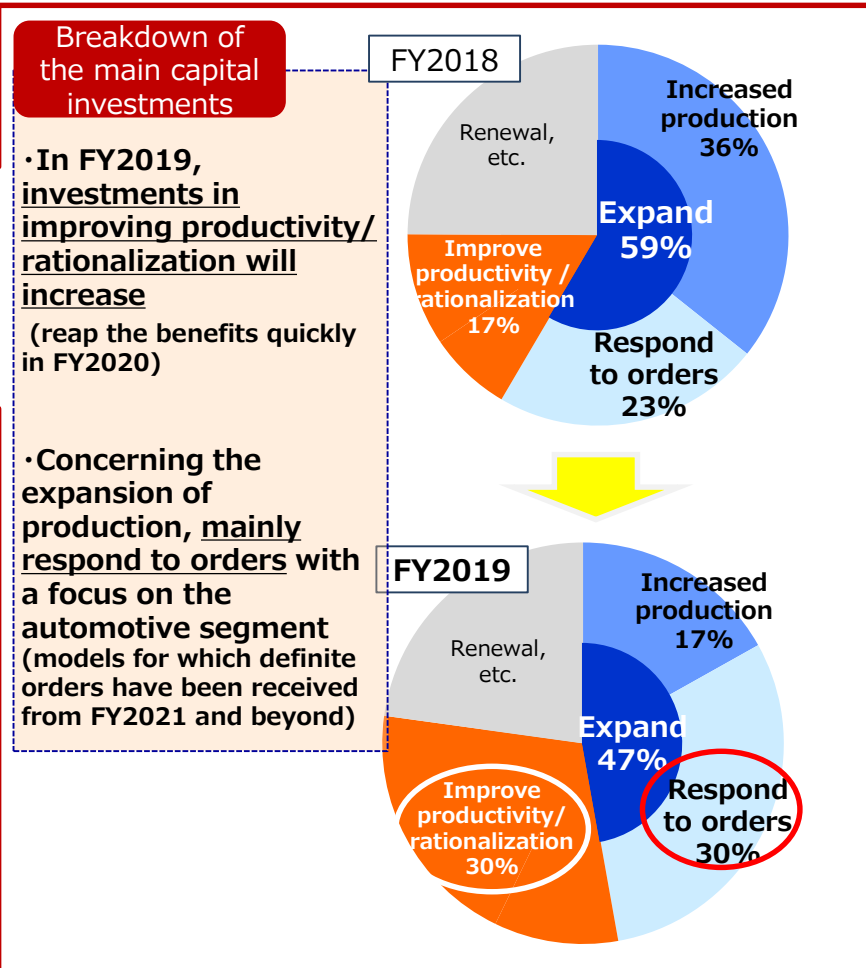 Breakdown of
the main capital
investments
・In FY2019,
investments in
improving productivity/
rationalization will
increase
(reap the benefits quickly
in FY2020)
・Concerning the
expansion of
production, mainly
respond to orders with
a focus on the
automotive segment
(models for which definite
orders have been received
from FY2021 and beyond)
FY2018
Increased
production
36%
Renewal,
etc.
Expand
59%
Improve
productivity /
rationalization
17%
Respond
to orders
23%
FY2019
Increased
production
17%
Renewal,
etc.
Expand
47%
Improve
productivity/
rationalization
30%
Respond
to orders
30%